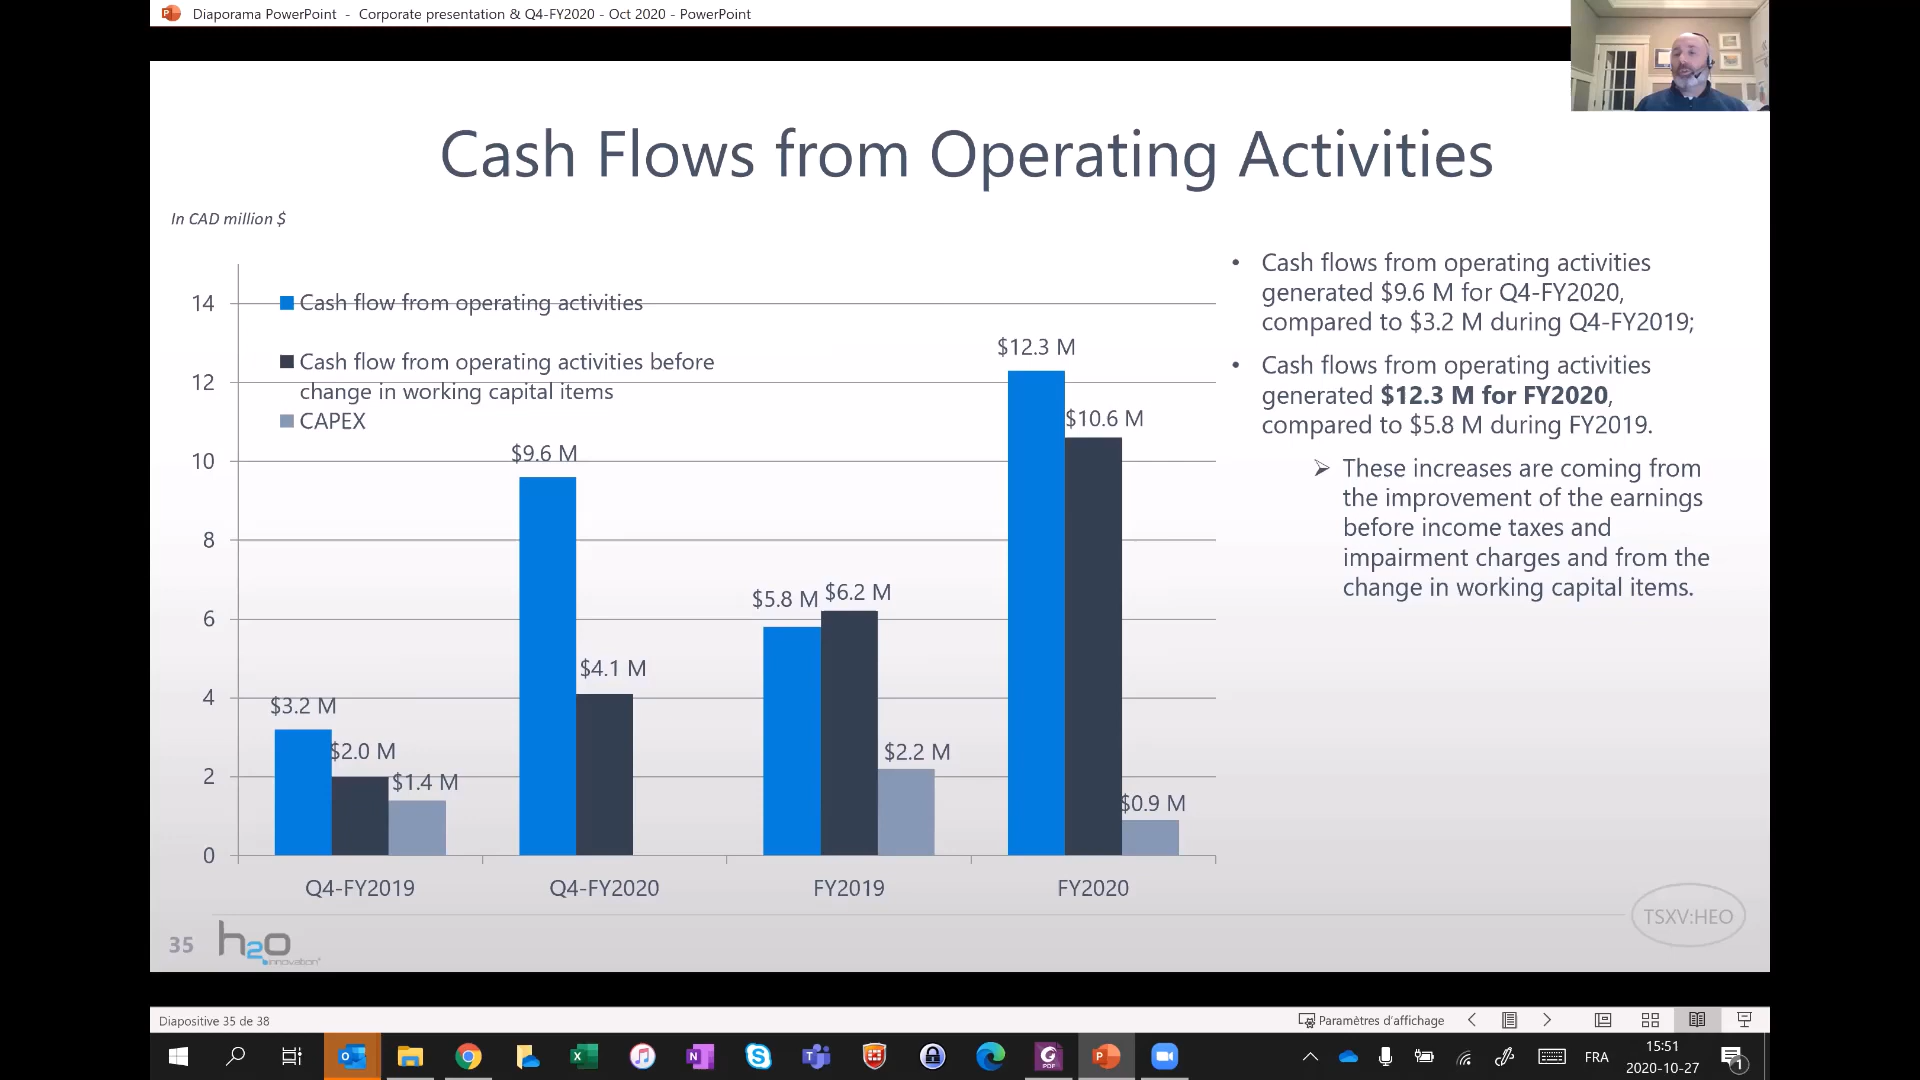 Diaporama PowerPoint - Corporate presentation & Q4-FY2020 - Oct 2020 - PowerPoint
Cash Flows from Operating Activities
In CAD million $
14
12
10
8
6
4
2
0
Cash flow from operating activities
Cash flow from operating activities before
change in working capital items
CAPEX
$3.2 M
$2.0 M
$1.4 M
$9.6 M
$4.1 M
$5.8 M
$6.2 M
$2.2 M
$12.3 M
$10.6 M
$0.9 M
Q4-FY2019
Q4-FY2020
FY2019
FY2020
• Cash flows from operating activities
generated $9.6 M for Q4-FY2020,
compared to $3.2 M during Q4-FY2019;
• Cash flows from operating activities
generated $12.3 M for FY2020,
compared to $5.8 M during FY2019.
➢ These increases are coming from
the improvement of the earnings
before income taxes and
impairment charges and from the
change in working capital items.
35
h2o
innovation
TSXV:HEO
Diapositive 35 de 38
Paramètres d'affichage
FRA
15:51
2020-10-27
1